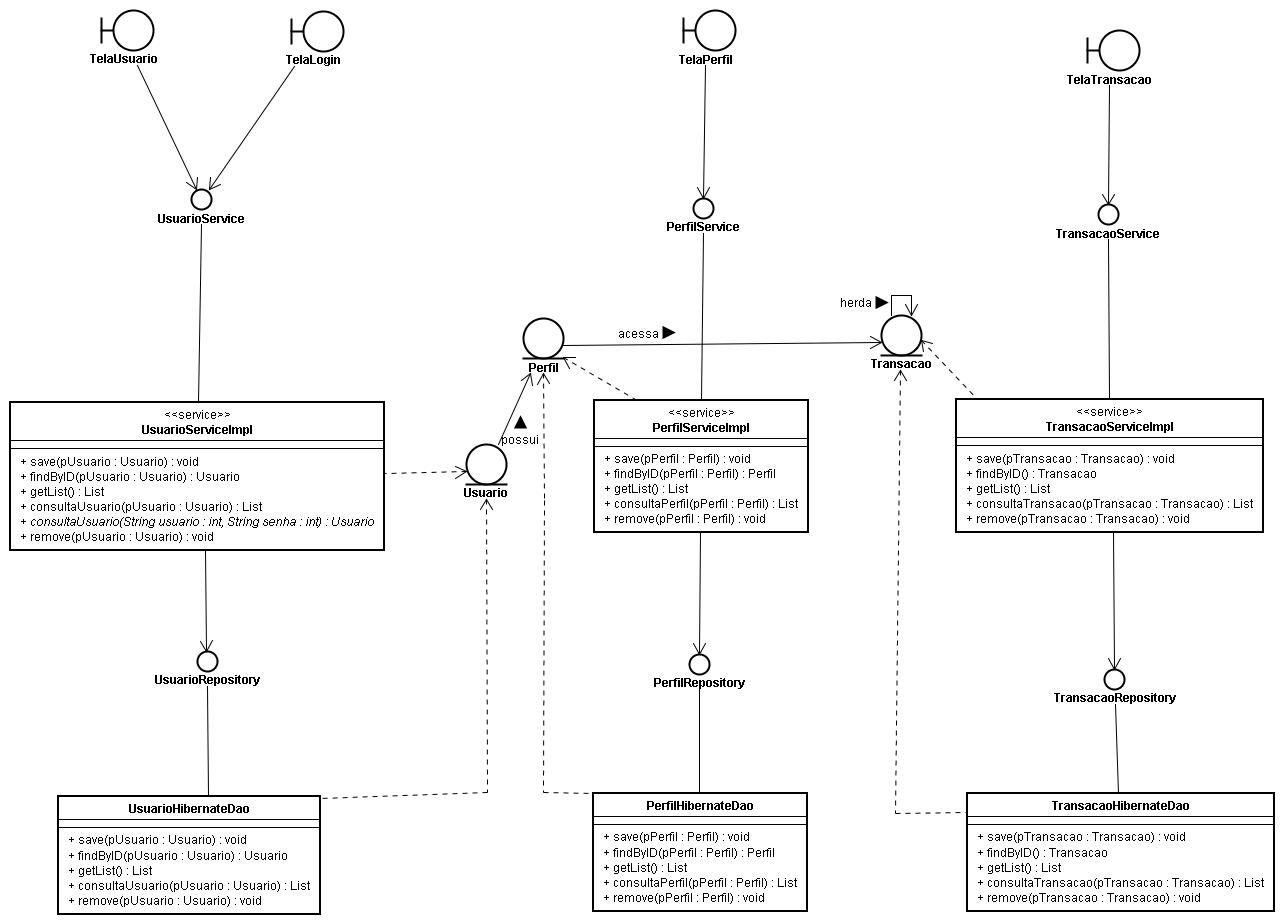 TelaUsuario
TelaLogin
TelaPerfil
TelaTransacao
UsuarioService
PerfilService
TransacaoService
herda
acessa
Perfil
Transacao
possui
Usuario
<<service>>
UsuarioServiceImpl
+ save(pUsuario : Usuario) : void
+ findByID(pUsuario : Usuario) : Usuario
+ getList() : List
+ consultaUsuario(pUsuario : Usuario) : List
+ consultaUsuario(String usuario : int, String senha : int) : Usuario
+ remove(pUsuario : Usuario) : void
<<service>>
PerfilServiceImpl
+ save(pPerfil : Perfil) : void
+ findByID(pPerfil : Perfil) : Perfil
+ getList() : List
+ consultaPerfil(pPerfil : Perfil) : List
+ remove(pPerfil : Perfil) : void
<<service>>
TransacaoServiceImpl
+ save(pTransacao : Transacao) : void
+ findByID() : Transacao
+ getList() : List
+ consultaTransacao(pTransacao : Transacao) : List
+ remove(pTransacao : Transacao) : void
UsuarioRepository
PerfilRepository
TransacaoRepository
UsuarioHibernateDao
+ save(pUsuario : Usuario) : void
+ findByID(pUsuario : Usuario) : Usuario
+ getList() : List
+ consultaUsuario(pUsuario : Usuario) : List
+ remove(pUsuario : Usuario) : void
PerfilHibernateDao
+ save(pPerfil : Perfil) : void
+ findByID(pPerfil : Perfil) : Perfil
+ getList() : List
+ consultaPerfil(pPerfil : Perfil) : List
+ remove(pPerfil : Perfil) : void
TransacaoHibernateDao
+ save(pTransacao : Transacao) : void
+ findByID() : Transacao
+ getList() : List
+ consultaTransacao(pTransacao : Transacao) : List
+ remove(pTransacao : Transacao) : void